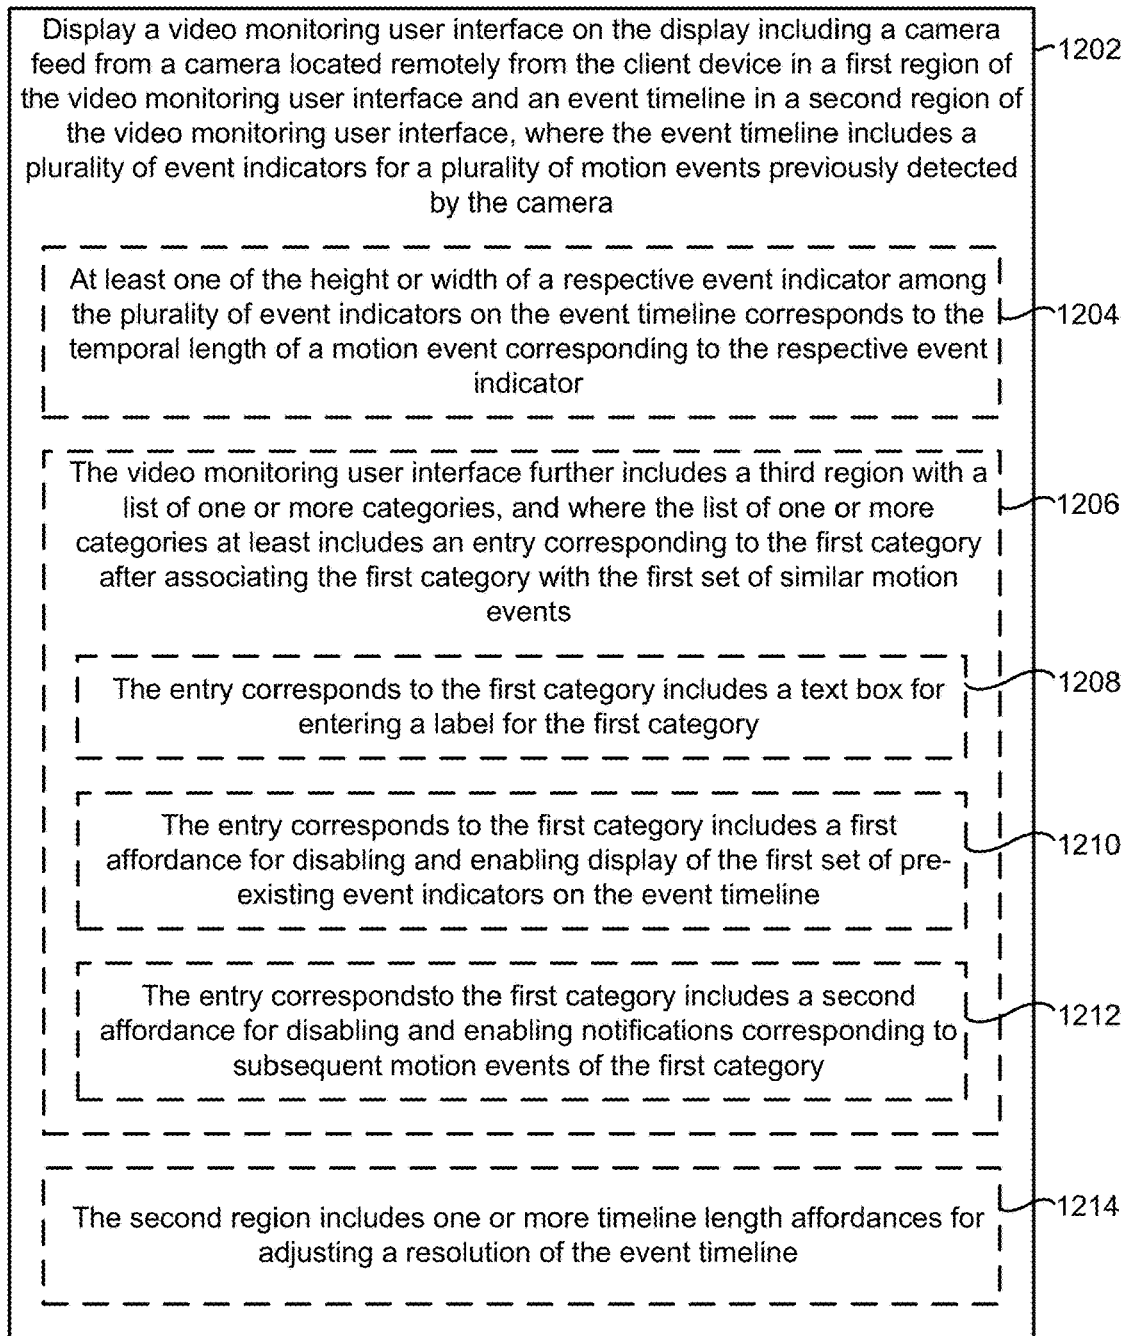 Display a video monitoring user interface on the display including a camera
feed from a camera located remotely from the client device in a first region of
the video monitoring user interface and an event timeline in a second region of
the video monitoring user interface, where the event timeline includes a
plurality of event indicators for a plurality of motion events previously detected
by the camera
1202
At least one of the height or width of a respective event indicator among
the plurality of event indicators on the event timeline corresponds to the
temporal length of a motion event corresponding to the respective event
indicator
1204
The video monitoring user interface further includes a third region with a
list of one or more categories, and where the list of one or more
categories at least includes an entry corresponding to the first category
after associating the first category with the first set of similar motion
events
1206
The entry corresponds to the first category includes a text box for
entering a label for the first category
1208
The entry corresponds to the first category includes a first
affordance for disabling and enabling display of the first set of pre-
existing event indicators on the event timeline
1210
The entry correspondsto the first category includes a second
affordance for disabling and enabling notifications corresponding to
subsequent motion events of the first category
1212
The second region includes one or more timeline length affordances for
adjusting a resolution of the event timeline
1214